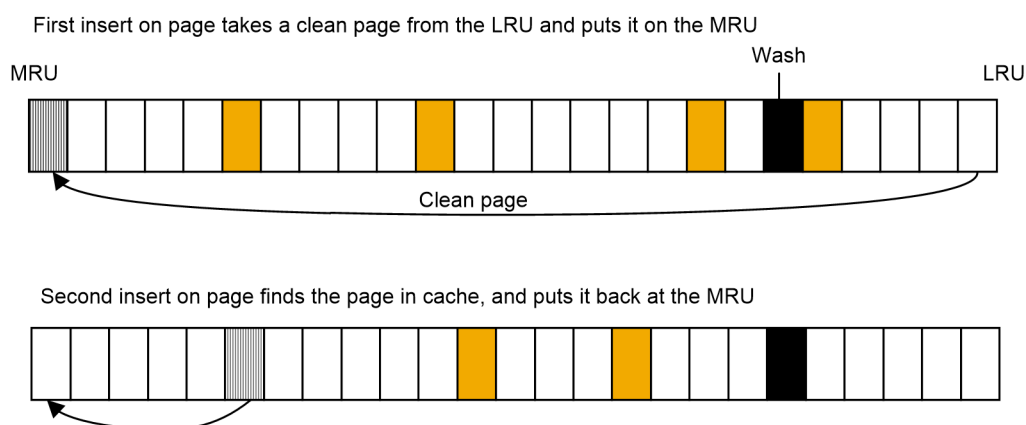 First insert on page takes a clean page from the LRU and puts it on the MRU
Wash
MRU
LRU
Clean page
Second insert on page finds the page in cache, and puts it back at the MRU